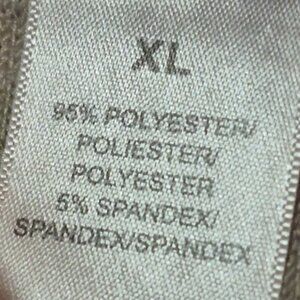 XL
95% POLYESTER/
POLIESTER/
POLYESTER
5% SPANDEX/
SPANDEX/SPANDEX